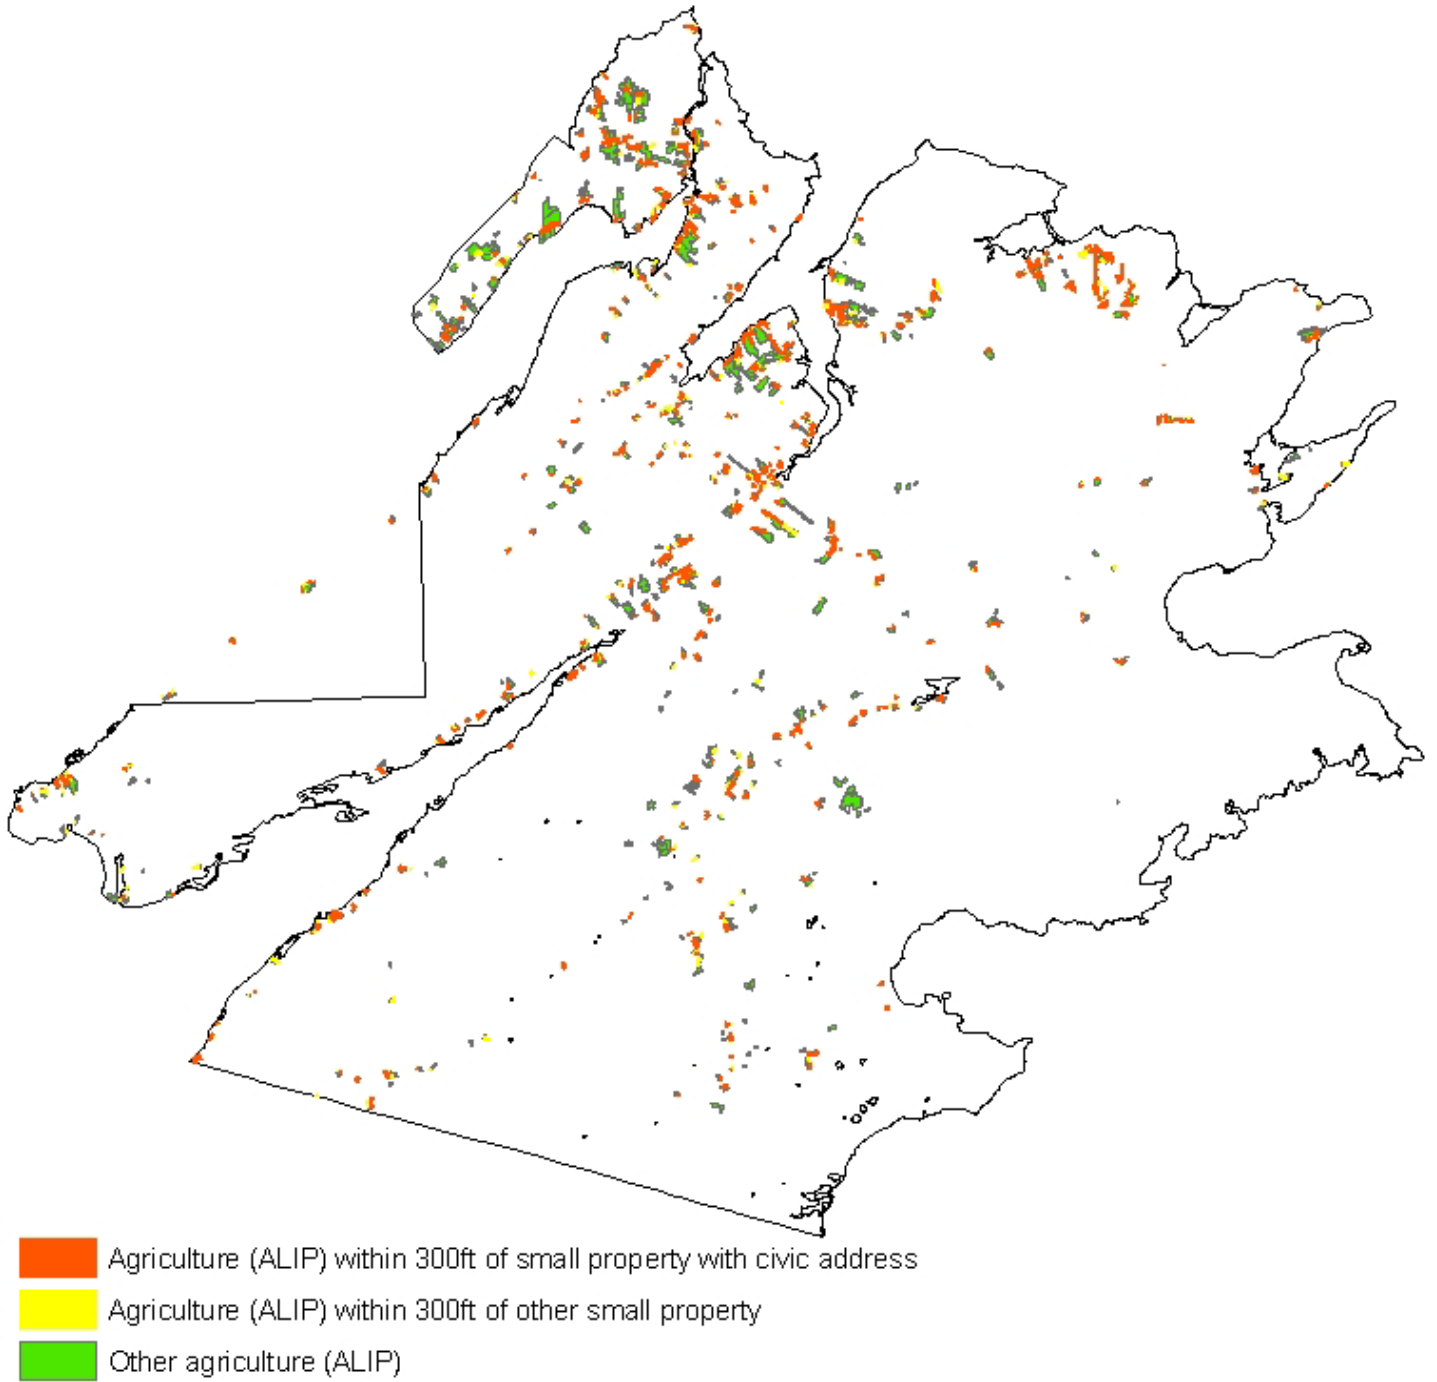 Agriculture (ALIP) within 300ft of small property with civic address
Agriculture (ALIP) within 300ft of other small property
Other agriculture (ALIP)